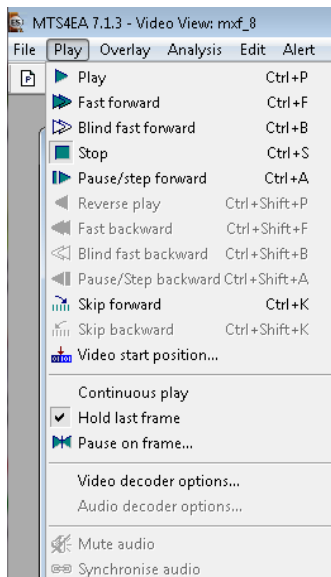 MTS4EA 7.1.3 - Video View: mxf_8
File Play Overlay Analysis Edit Alert
Play Ctrl+P
Fast forward Ctrl+F
Blind fast forward Ctrl+B
Stop Ctrl+S
Pause/step forward Ctrl+A
Reverse play Ctrl+Shift+P
Fast backward Ctrl+Shift+F
Blind fast backward Ctrl+Shift+B
Pause/Step backward Ctrl+Shift+A
Skip forward Ctrl+K
Skip backward Ctrl+Shift+K
Video start position...
Continuous play
Hold last frame
Pause on frame...
Video decoder options...
Audio decoder options...
Mute audio
Synchronise audio